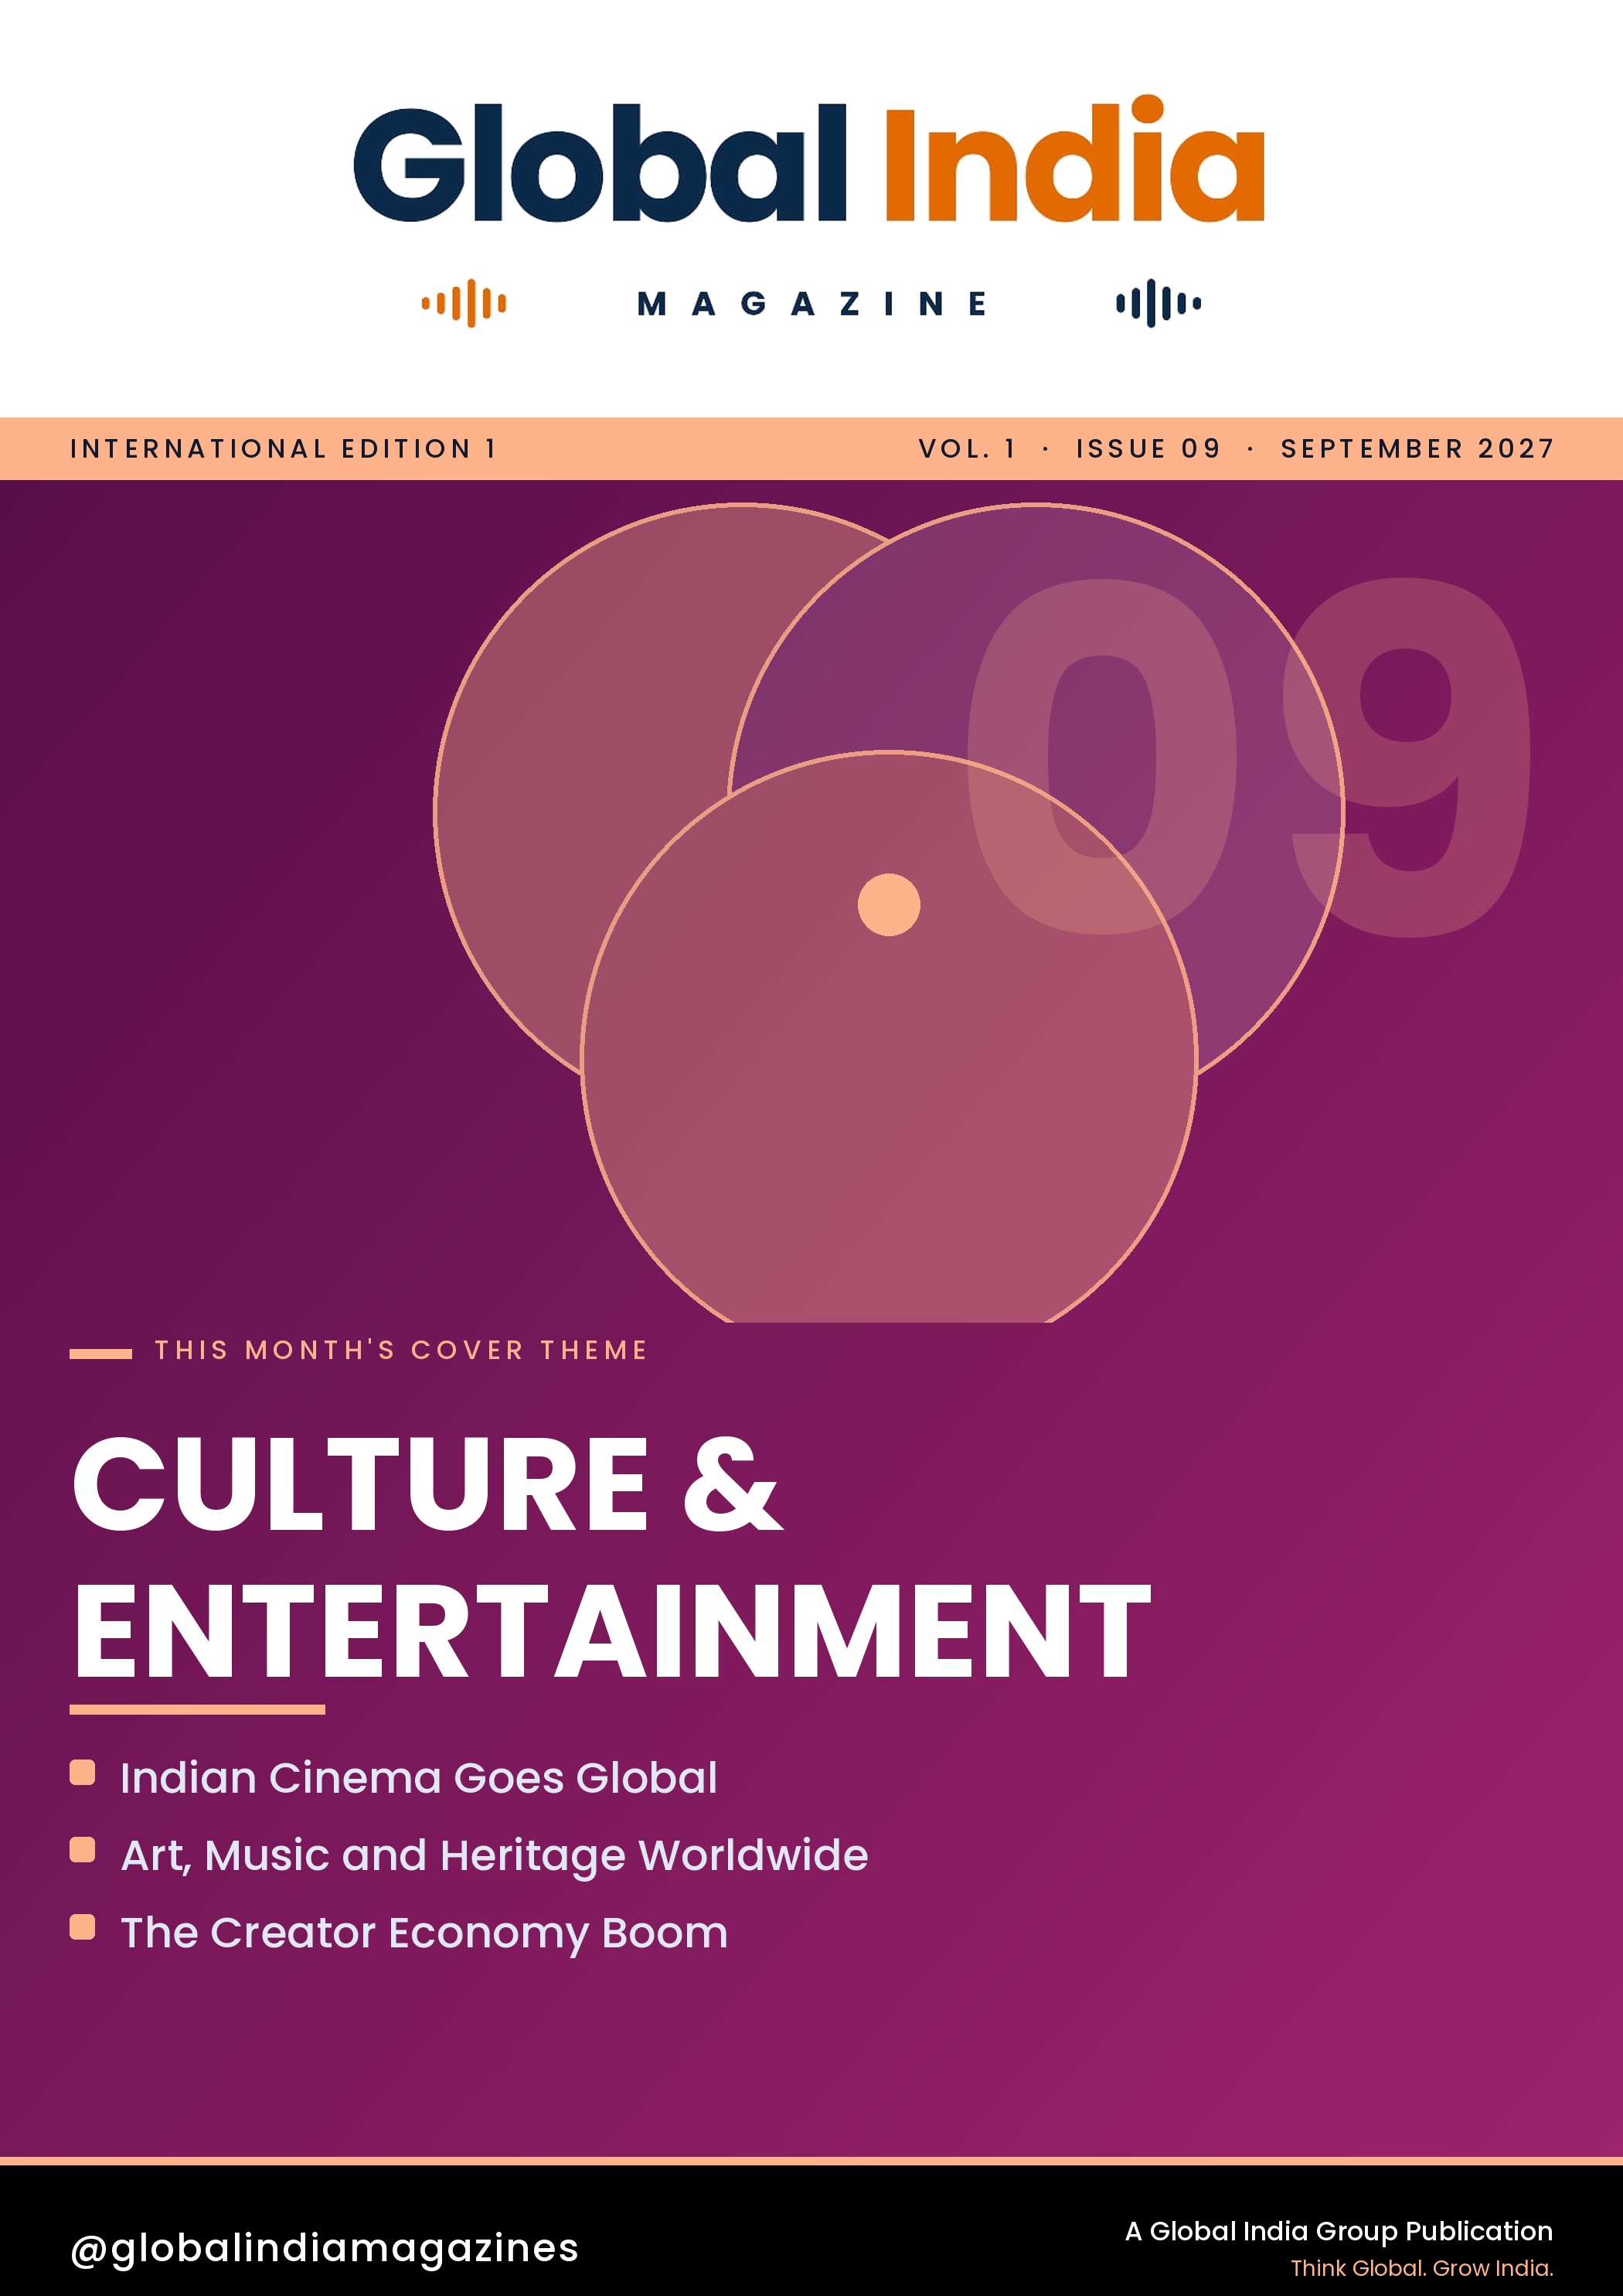 Global India
MAGAZINE
INTERNATIONAL EDITION 1
VOL. 1 · ISSUE 09 · SEPTEMBER 2027
09
THIS MONTH'S COVER THEME
CULTURE &
ENTERTAINMENT
Indian Cinema Goes Global
Art, Music and Heritage Worldwide
The Creator Economy Boom
@globalindiamagazines
A Global India Group Publication
Think Global. Grow India.